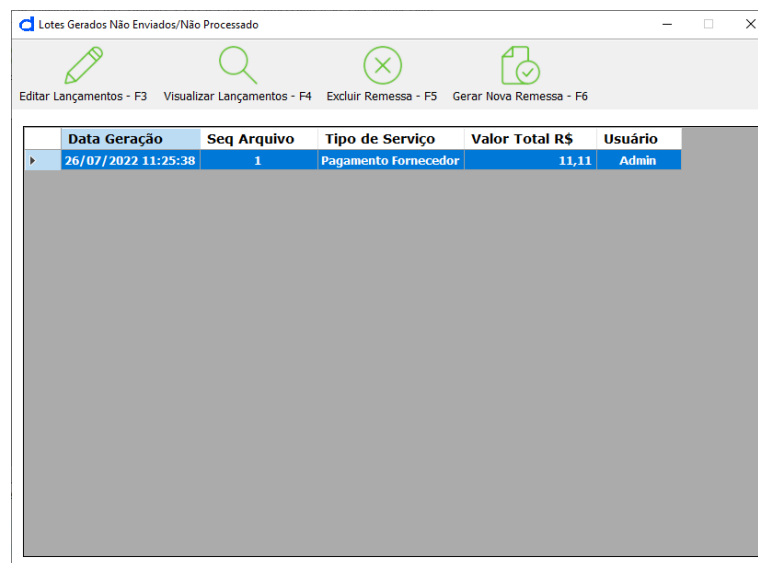 Lotes Gerados Não Enviados/Não Processado
Editar Lançamentos - F3 Visualizar Lançamentos - F4 Excluir Remessa - F5 Gerar Nova Remessa - F6
Data Geração Seq Arquivo Tipo de Serviço Valor Total R$ Usuário
26/07/2022 11:25:38 1 Pagamento Fornecedor 11,11 Admin